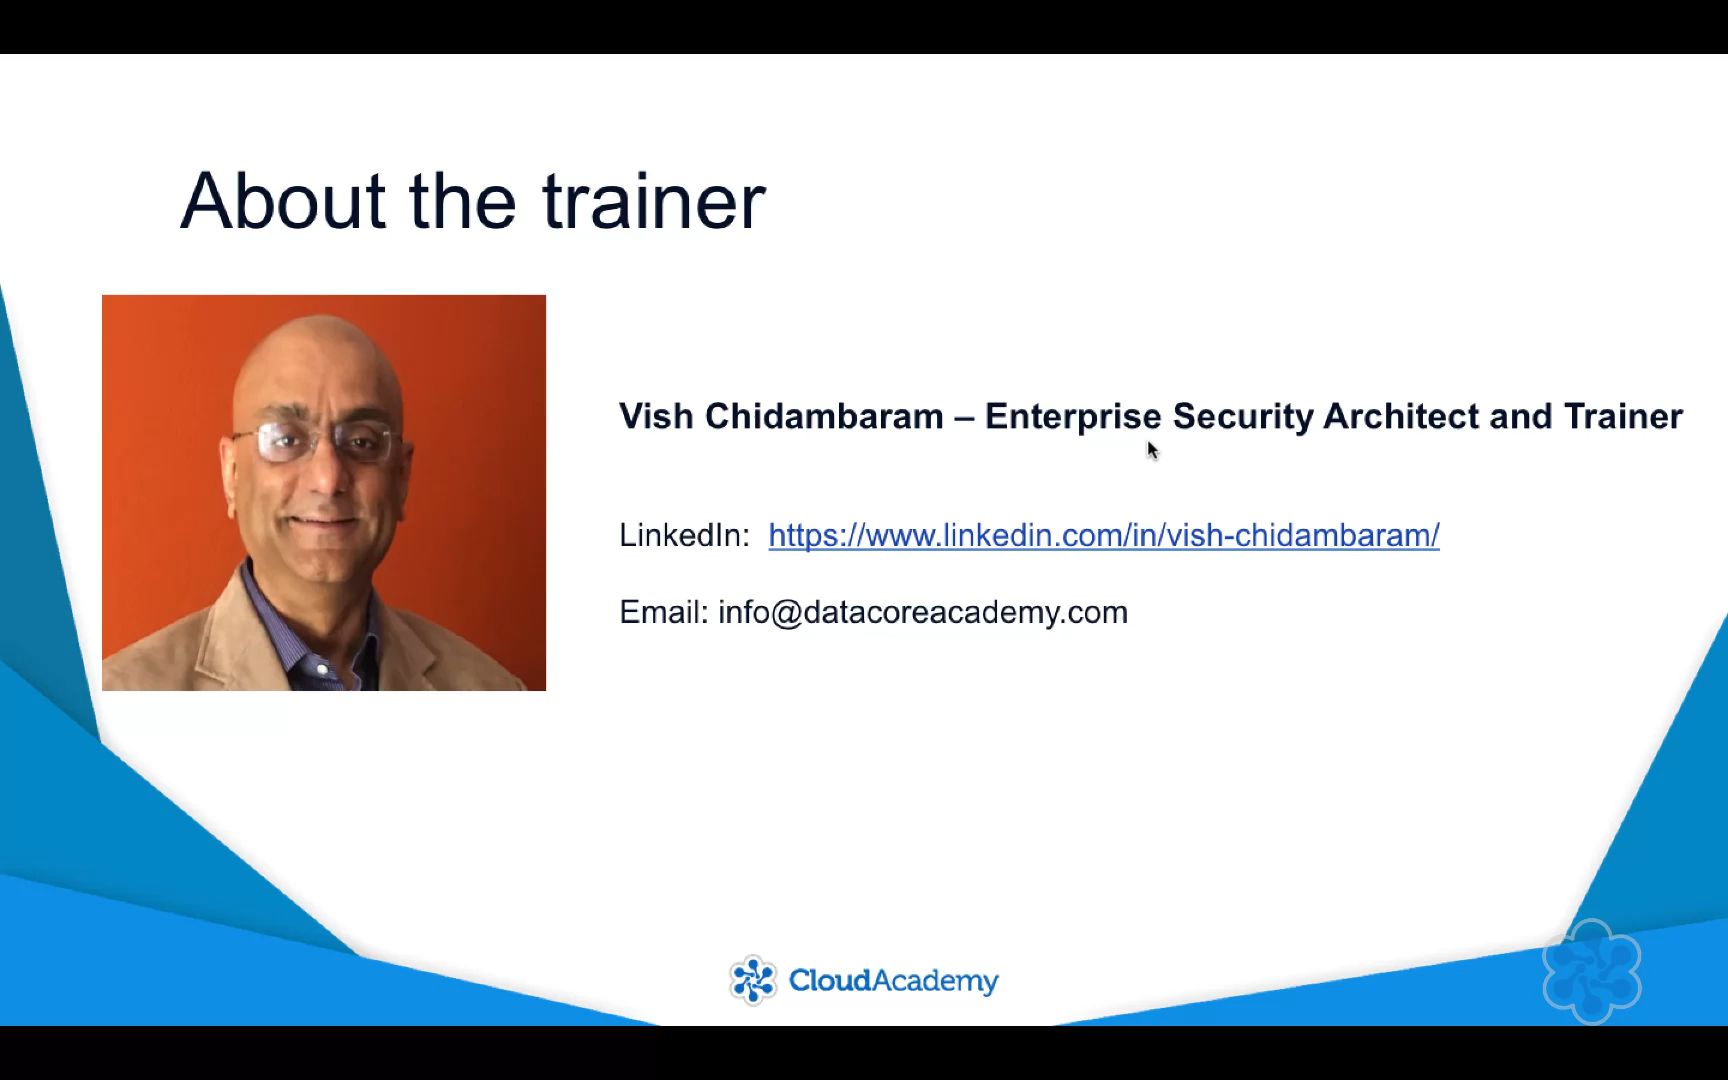 About the trainer
Vish Chidambaram – Enterprise Security Architect and Trainer
LinkedIn: https://www.linkedin.com/in/vish-chidambaram/
Email: info@datacoreacademy.com
CloudAcademy